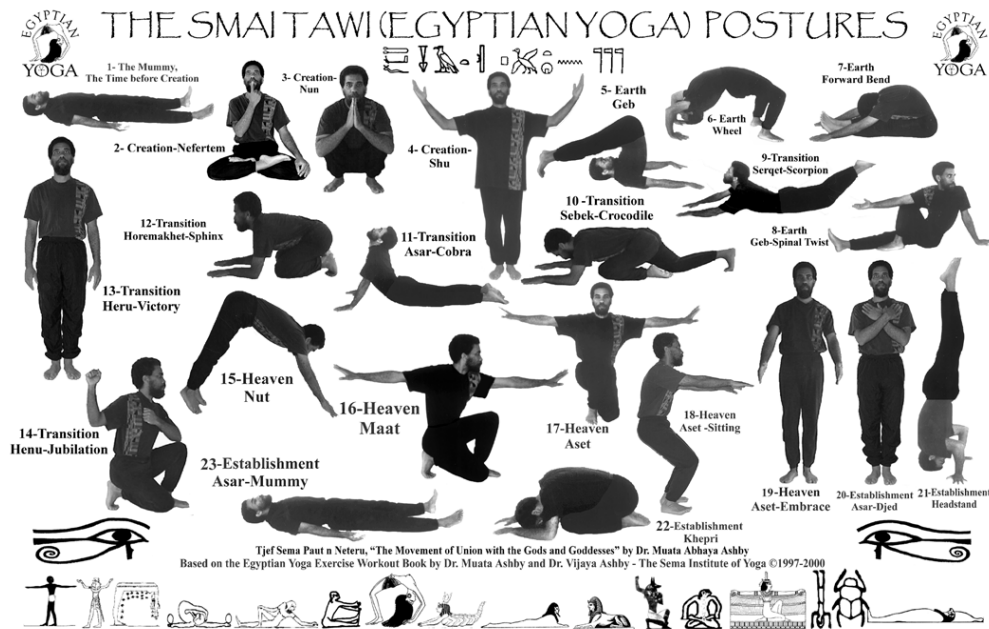 THE SMAI TAWI (EGYPTIAN YOGA) POSTURES
EGYPTIAN
YOGA
EGYPTIAN
YOGA
1- The Mummy,
The Time before Creation
2- Creation-Nefertem
3- Creation-
Nun
4- Creation-
Shu
5- Earth
Geb
6- Earth
Wheel
7-Earth
Forward Bend
9-Transition
Serqet-Scorpion
8-Earth
Geb-Spinal Twist
10 -Transition
Sebek-Crocodile
11-Transition
Asar-Cobra
12-Transition
Horemakhet-Sphinx
13-Transition
Heru-Victory
14-Transition
Henu-Jubilation
15-Heaven
Nut
16-Heaven
Maat
17-Heaven
Aset
18-Heaven
Aset -Sitting
19-Heaven
Aset-Embrace
20-Establishment
Asar-Djed
21-Establishment
Headstand
22-Establishment
Khepri
23-Establishment
Asar-Mummy
Tjef Sema Paut n Neteru, “The Movement of Union with the Gods and Goddesses” by Dr. Muata Abhaya Ashby
Based on the Egyptian Yoga Exercise Workout Book by Dr. Muata Ashby and Dr. Vijaya Ashby - The Sema Institute of Yoga ©1997-2000